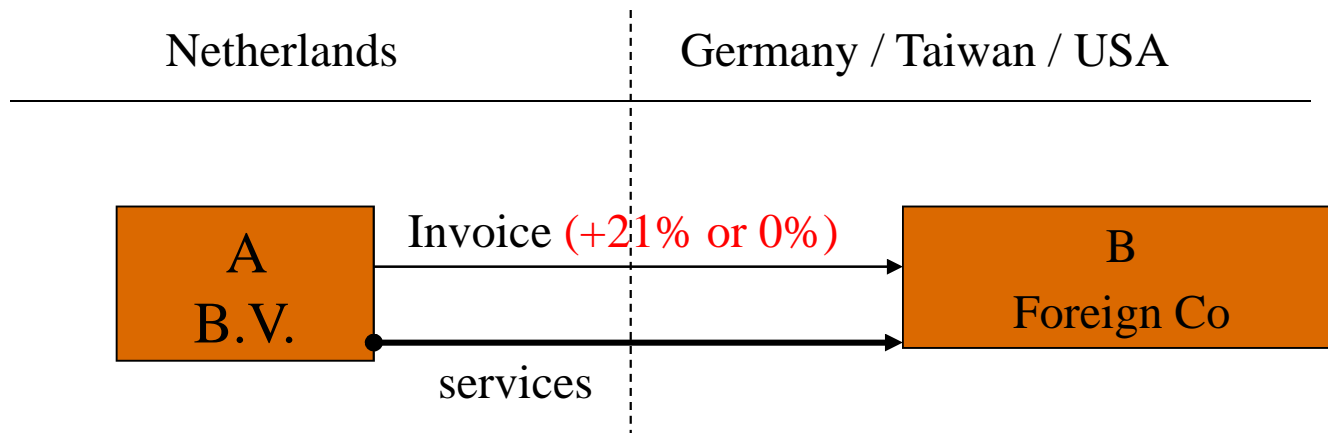 Netherlands
Germany / Taiwan / USA
Invoice (+21% or 0%)
A
B.V.
B
Foreign Co
services